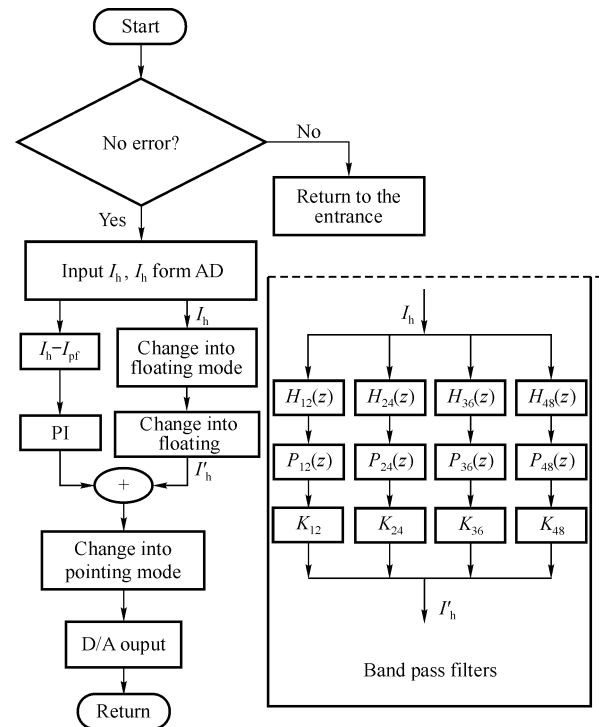 Start
No error?
No
Return to the
entrance
Yes
Input Iₕ , Iₕ form AD
Iₕ
Iₕ−Iₚf
Change into
floating mode
PI
Change into
floating
I′ₕ
+
Change into
pointing mode
D/A ouput
Return
Iₕ
H₁₂(z) H₂₄(z) H₃₆(z) H₄₈(z)
P₁₂(z) P₂₄(z) P₃₆(z) P₄₈(z)
K₁₂ K₂₄ K₃₆ K₄₈
I′ₕ
Band pass filters